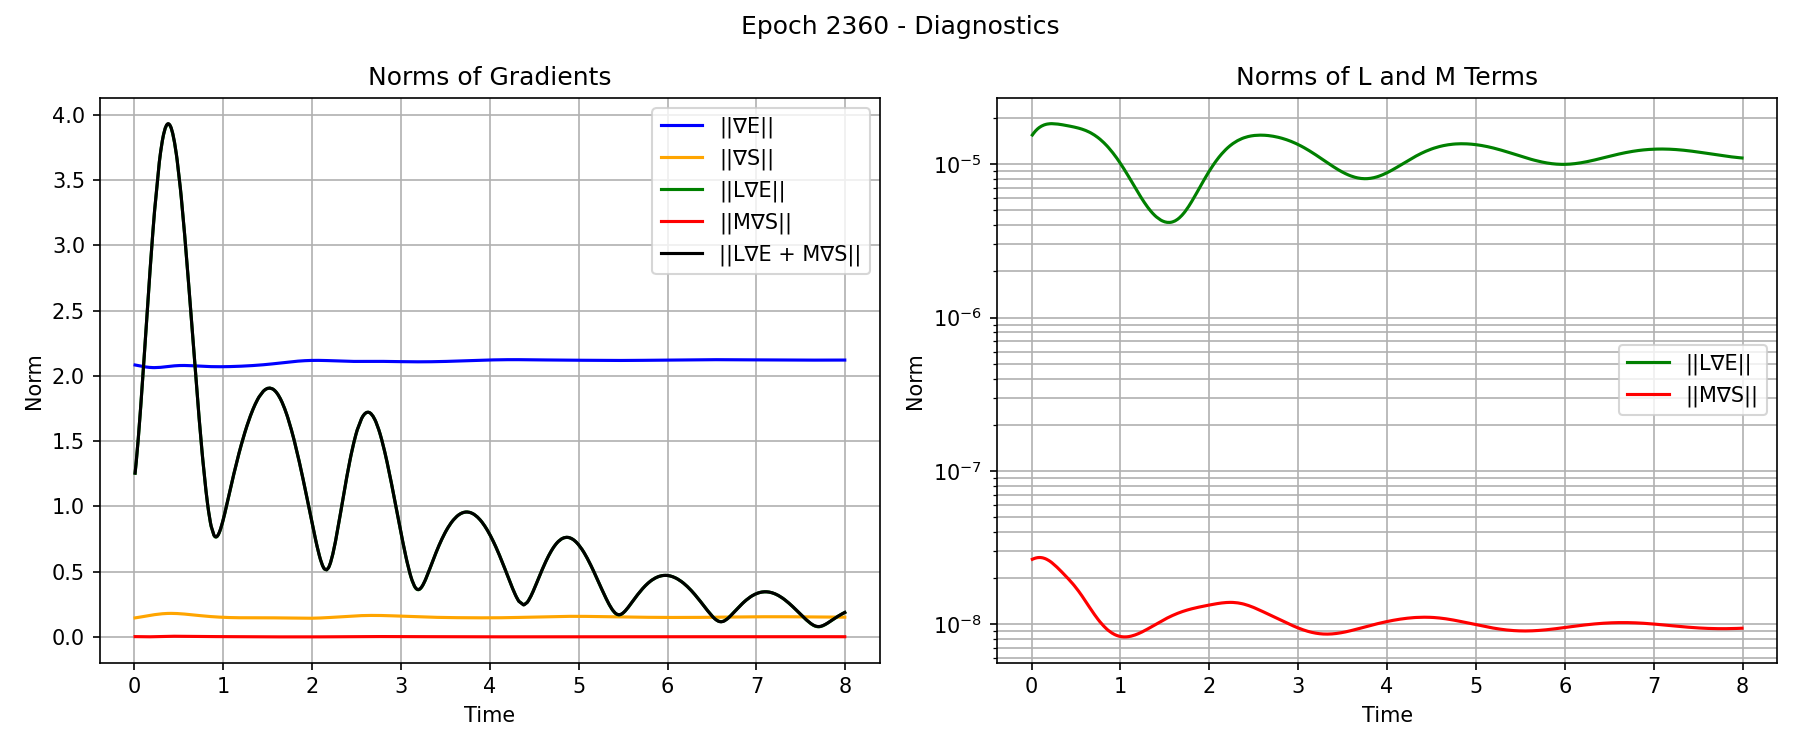 Epoch 2360 - Diagnostics
Norms of Gradients
Norm
4.0
3.5
3.0
2.5
2.0
1.5
1.0
0.5
0.0
||∇E||
||∇S||
||L∇E||
||M∇S||
||L∇E + M∇S||
0 1 2 3 4 5 6 7 8
Time
Norms of L and M Terms
Norm
10⁻⁵
10⁻⁶
10⁻⁷
10⁻⁸
||L∇E||
||M∇S||
0 1 2 3 4 5 6 7 8
Time